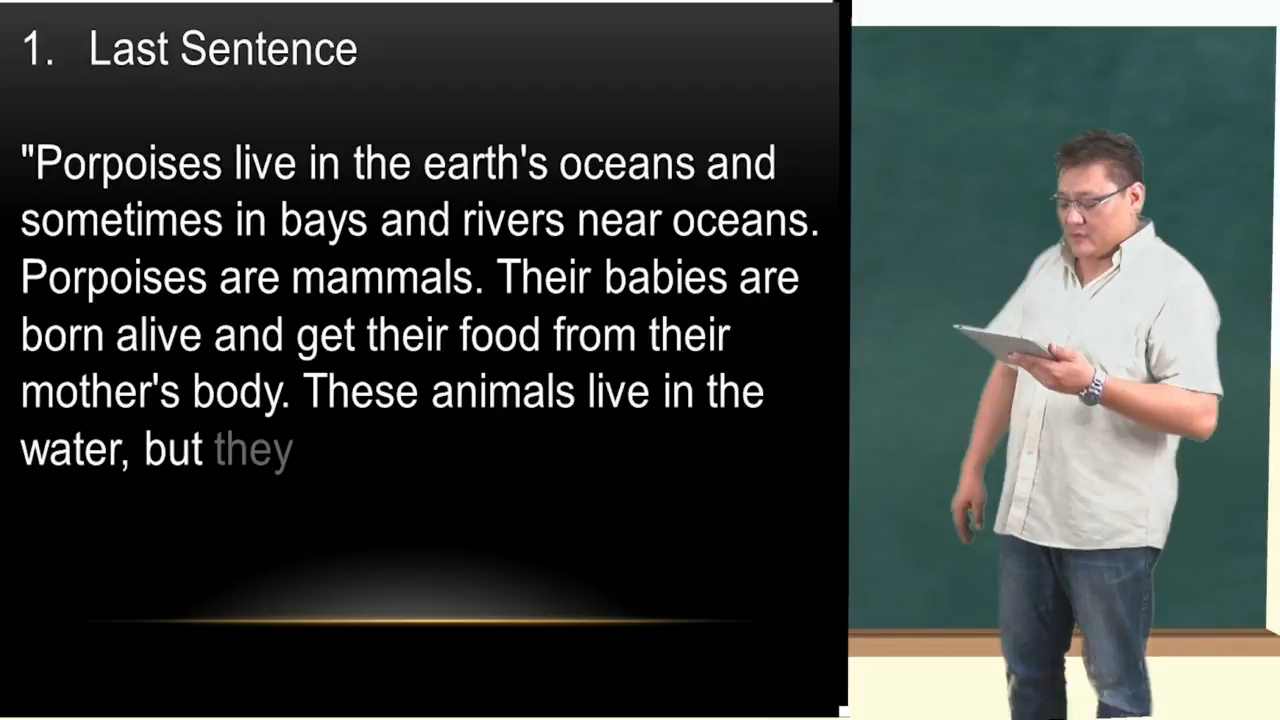 1. Last Sentence
"Porpoises live in the earth's oceans and
sometimes in bays and rivers near oceans.
Porpoises are mammals. Their babies are
born alive and get their food from their
mother's body. These animals live in the
water, but they